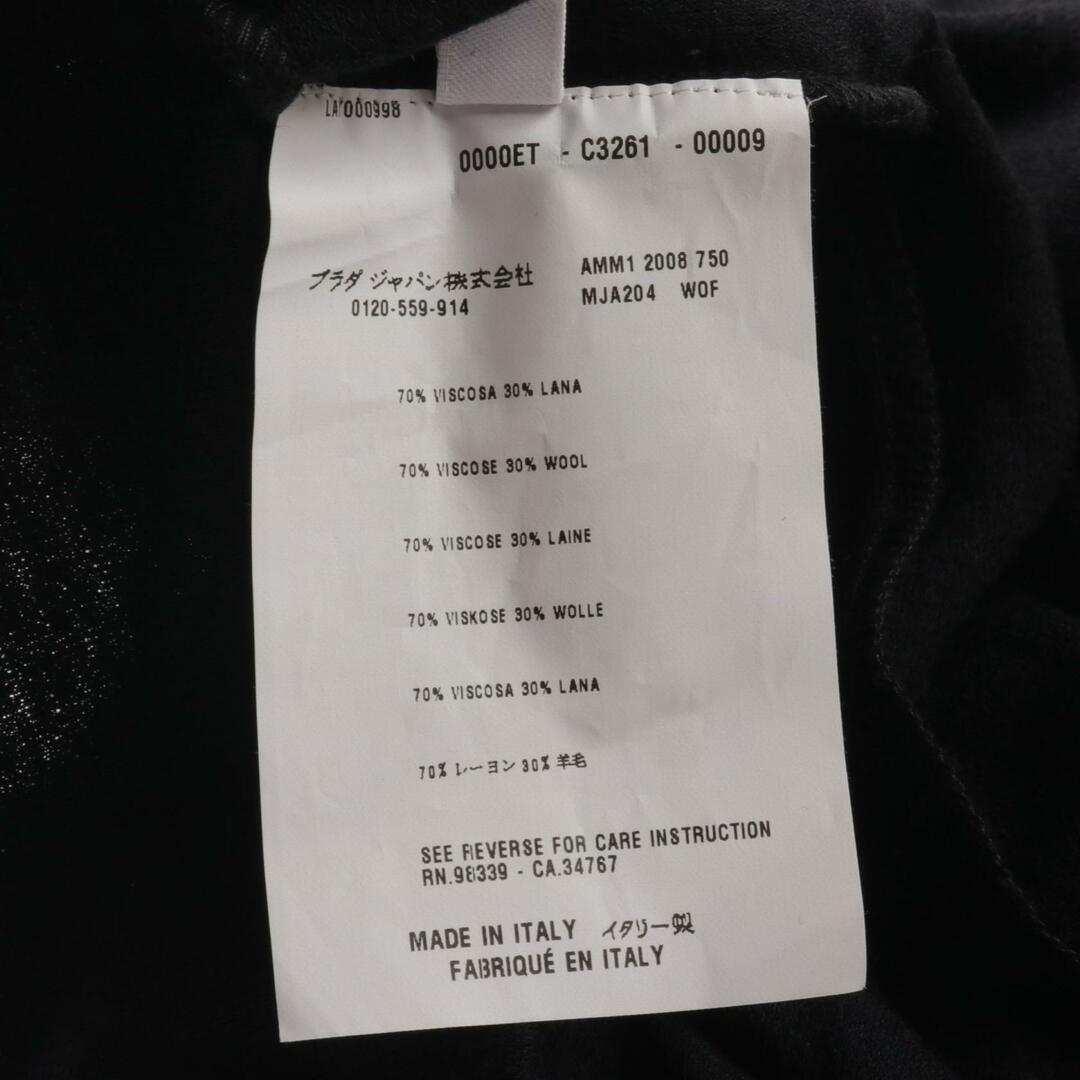 LA'000998
0000ET - C3261 - 00009
プラダ ジャパン株式会社
0120-559-914
AMM1 2008 750
MJA204 WOF
70% VISCOSA 30% LANA
70% VISCOSE 30% WOOL
70% VISCOSE 30% LAINE
70% VISKOSE 30% WOLLE
70% VISCOSA 30% LANA
70% レーヨン 30% 羊毛
SEE REVERSE FOR CARE INSTRUCTION
RN.98339 - CA.34767
MADE IN ITALY イタリー製
FABRIQUÉ EN ITALY